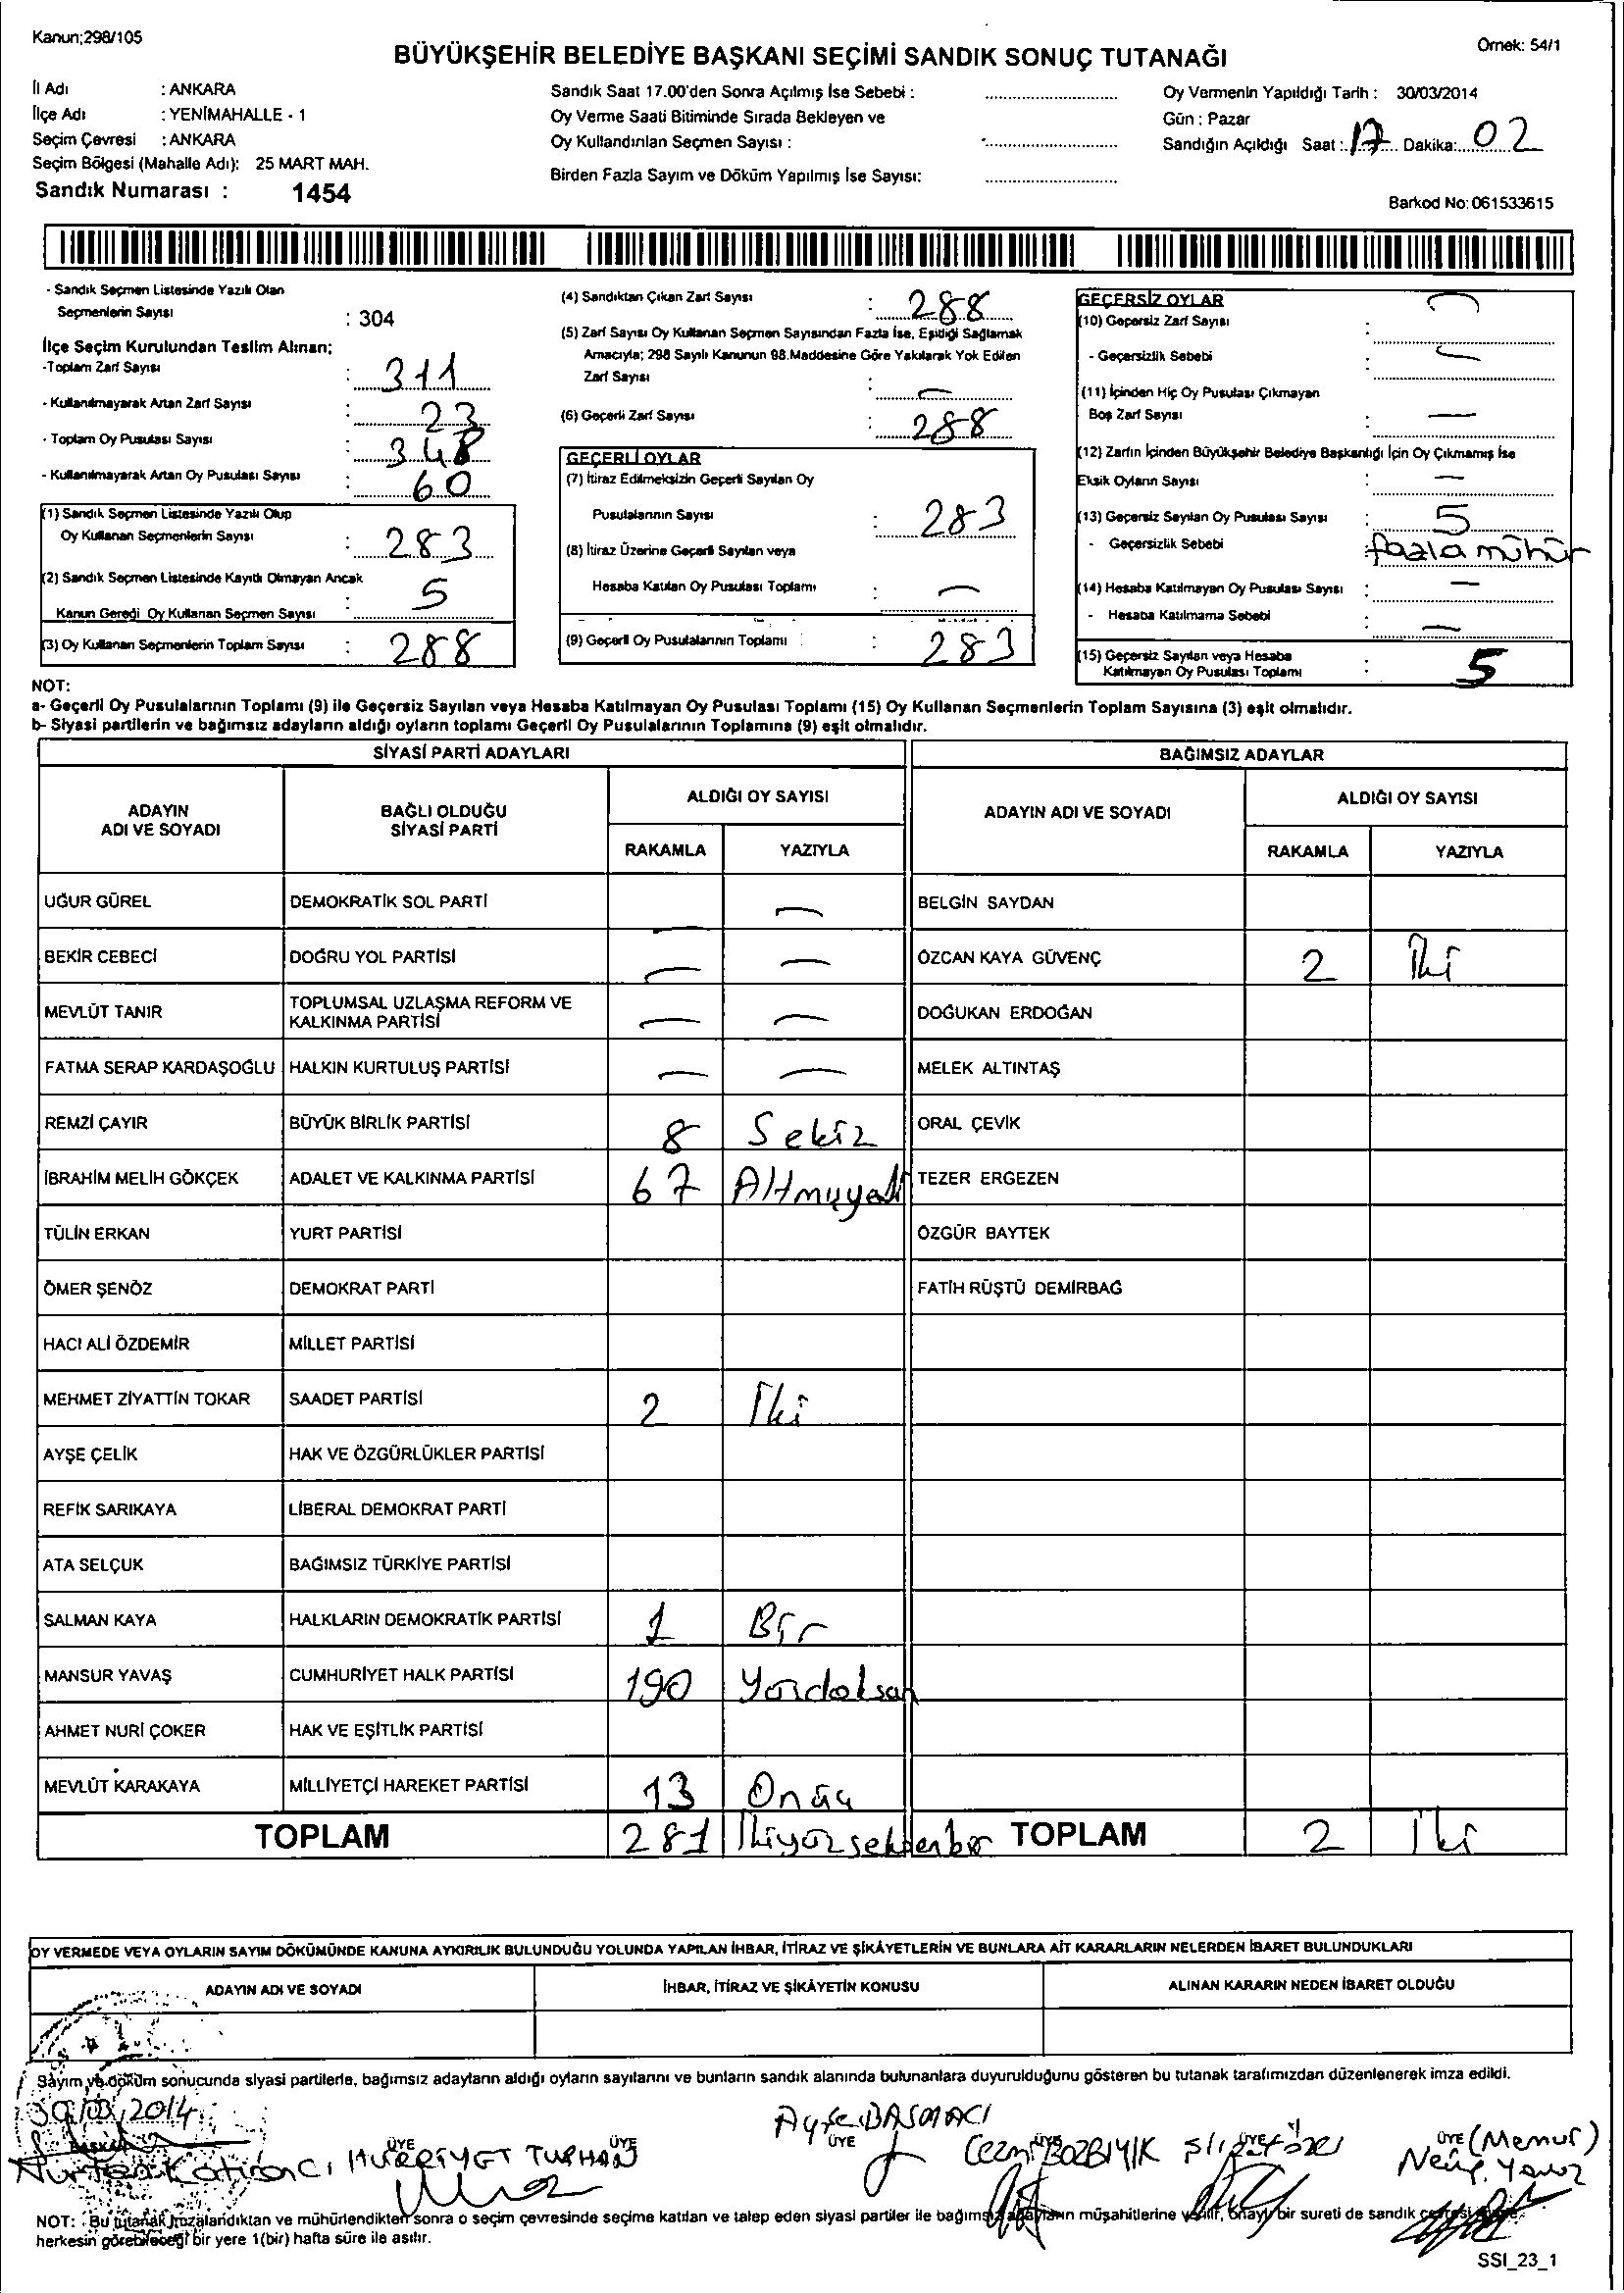 Kanun;298/105
Örnek: 54/1
BÜYÜKŞEHİR BELEDİYE BAŞKANI SEÇİMİ SANDIK SONUÇ TUTANAĞI
İl Adı : ANKARA
İlçe Adı : YENİMAHALLE - 1
Seçim Çevresi : ANKARA
Seçim Bölgesi (Mahalle Adı): 25 MART MAH.
Sandık Numarası : 1454
Sandık Saat 17.00'den Sonra Açılmış İse Sebebi :
Oy Verme Saati Bitiminde Sırada Bekleyen ve
Oy Kullandırılan Seçmen Sayısı :
Birden Fazla Sayım ve Döküm Yapılmış İse Sayısı:
Oy Vermenin Yapıldığı Tarih : 30/03/2014
Gün : Pazar
Sandığın Açıldığı Saat : 17 Dakika: 02
Barkod No: 061533615
- Sandık Seçmen Listesinde Yazılı Olan
Seçmenlerin Sayısı : 304
İlçe Seçim Kurulundan Teslim Alınan;
-Toplam Zarf Sayısı : 311
- Kullanılmayarak Artan Zarf Sayısı : 23
- Toplam Oy Pusulası Sayısı : 348
- Kullanılmayarak Artan Oy Pusulası Sayısı : 60
(1) Sandık Seçmen Listesinde Yazılı Olup
Oy Kullanan Seçmenlerin Sayısı : 283
(2) Sandık Seçmen Listesinde Kayıtlı Olmayan Ancak
Kanun Gereği Oy Kullanan Seçmen Sayısı : 5
(3) Oy Kullanan Seçmenlerin Toplam Sayısı : 288
(4) Sandıktan Çıkan Zarf Sayısı : 288
(5) Zarf Sayısı Oy Kullanan Seçmen Sayısından Fazla İse, Eşitliği Sağlamak
Amacıyla; 298 Sayılı Kanunun 98.Maddesine Göre Yakılarak Yok Edilen
Zarf Sayısı : —
(6) Geçerli Zarf Sayısı : 288
GEÇERLİ OYLAR
(7) İtiraz Edilmeksizin Geçerli Sayılan Oy
Pusulalarının Sayısı : 283
(8) İtiraz Üzerine Geçerli Sayılan veya
Hesaba Katılan Oy Pusulası Toplamı : —
(9) Geçerli Oy Pusulalarının Toplamı : 283
GEÇERSİZ OYLAR
(10) Geçersiz Zarf Sayısı : —
- Geçersizlik Sebebi : —
(11) İçinden Hiç Oy Pusulası Çıkmayan
Boş Zarf Sayısı : —
(12) Zarfın İçinden Büyükşehir Belediye Başkanlığı İçin Oy Çıkmamış İse
Eksik Oyların Sayısı : —
(13) Geçersiz Sayılan Oy Pusulası Sayısı : 5
- Geçersizlik Sebebi : fazla mühür
(14) Hesaba Katılmayan Oy Pusulası Sayısı : —
- Hesaba Katılmama Sebebi : —
(15) Geçersiz Sayılan veya Hesaba
Katılmayan Oy Pusulası Toplamı : 5
NOT:
a- Geçerli Oy Pusulalarının Toplamı (9) ile Geçersiz Sayılan veya Hesaba Katılmayan Oy Pusulası Toplamı (15) Oy Kullanan Seçmenlerin Toplam Sayısına (3) eşit olmalıdır.
b- Siyasi partilerin ve bağımsız adayların aldığı oyların toplamı Geçerli Oy Pusulalarının Toplamına (9) eşit olmalıdır.
SİYASİ PARTİ ADAYLARI BAĞIMSIZ ADAYLAR
ADAYIN ADI VE SOYADI BAĞLI OLDUĞU SİYASİ PARTİ ALDIĞI OY SAYISI ADAYIN ADI VE SOYADI ALDIĞI OY SAYISI
RAKAMLA YAZIYLA RAKAMLA YAZIYLA
UĞUR GÜREL DEMOKRATİK SOL PARTİ — — BELGİN SAYDAN
BEKİR CEBECİ DOĞRU YOL PARTİSİ — — ÖZCAN KAYA GÜVENÇ 2 İki
MEVLÜT TANIR TOPLUMSAL UZLAŞMA REFORM VE KALKINMA PARTİSİ — — DOĞUKAN ERDOĞAN
FATMA SERAP KARDAŞOĞLU HALKIN KURTULUŞ PARTİSİ — — MELEK ALTINTAŞ
REMZİ ÇAYIR BÜYÜK BİRLİK PARTİSİ 8 Sekiz ORAL ÇEVİK
İBRAHİM MELİH GÖKÇEK ADALET VE KALKINMA PARTİSİ 67 Altmışyedi TEZER ERGEZEN
TÜLİN ERKAN YURT PARTİSİ ÖZGÜR BAYTEK
ÖMER ŞENÖZ DEMOKRAT PARTİ FATİH RÜŞTÜ DEMİRBAĞ
HACI ALİ ÖZDEMİR MİLLET PARTİSİ
MEHMET ZİYATTİN TOKAR SAADET PARTİSİ 2 İki
AYŞE ÇELİK HAK VE ÖZGÜRLÜKLER PARTİSİ
REFİK SARIKAYA LİBERAL DEMOKRAT PARTİ
ATA SELÇUK BAĞIMSIZ TÜRKİYE PARTİSİ
SALMAN KAYA HALKLARIN DEMOKRATİK PARTİSİ 1 Bir
MANSUR YAVAŞ CUMHURİYET HALK PARTİSİ 190 Yüzdoksan
AHMET NURİ ÇOKER HAK VE EŞİTLİK PARTİSİ
MEVLÜT KARAKAYA MİLLİYETÇİ HAREKET PARTİSİ 13 Onüç
TOPLAM 281 İkiyüzseksenbir TOPLAM 2 İki
OY VERMEDE VEYA OYLARIN SAYIM DÖKÜMÜNDE KANUNA AYKIRILIK BULUNDUĞU YOLUNDA YAPILAN İHBAR, İTİRAZ VE ŞİKÂYETLERİN VE BUNLARA AİT KARARLARIN NELERDEN İBARET BULUNDUKLARI
ADAYIN ADI VE SOYADI İHBAR, İTİRAZ VE ŞİKÂYETİN KONUSU ALINAN KARARIN NEDEN İBARET OLDUĞU
Sayım ve döküm sonucunda siyasi partilerle, bağımsız adayların aldığı oyların sayılarını ve bunların sandık alanında bulunanlara duyurulduğunu gösteren bu tutanak tarafımızdan düzenlenerek imza edildi.
30/03/2014
BAŞKAN ÜYE ÜYE ÜYE ÜYE ÜYE ÜYE (Memur)
Nurten Katırancı HÜRRİYET TURHAN Ayşe BASMACI Cezmi BOZBIYIK
NOT: Bu tutanak imzalandıktan ve mühürlendikten sonra o seçim çevresinde seçime katılan ve talep eden siyasi partiler ile bağımsız adayların müşahitlerine verilir, onaylı bir sureti de sandık çevresinde
herkesin görebileceği bir yere 1(bir) hafta süre ile asılır.
SSI_23_1